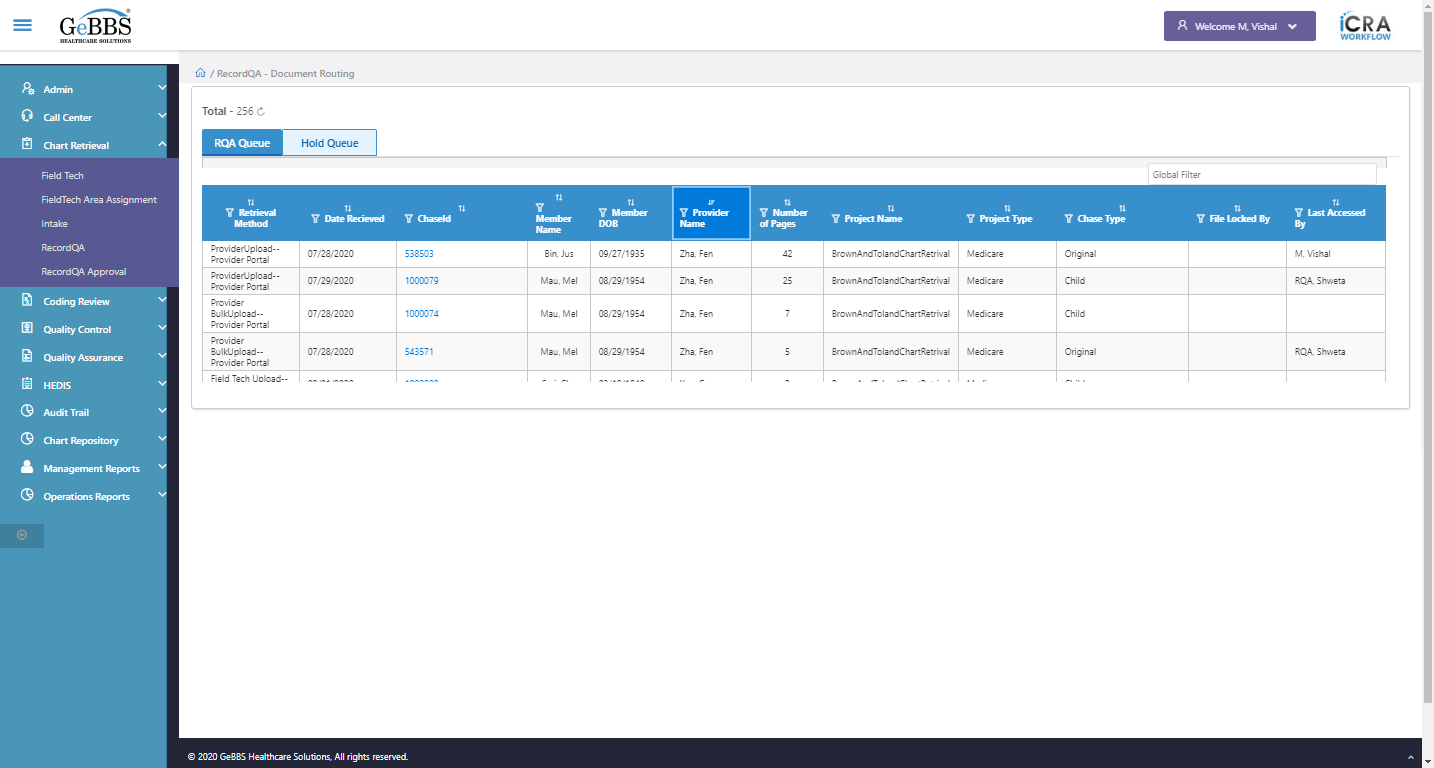 GeBBS
HEALTHCARE SOLUTIONS
Welcome M, Vishal
iCRA
WORKFLOW
/ RecordQA - Document Routing
Admin
Call Center
Chart Retrieval
Field Tech
FieldTech Area Assignment
Intake
RecordQA
RecordQA Approval
Coding Review
Quality Control
Quality Assurance
HEDIS
Audit Trail
Chart Repository
Management Reports
Operations Reports
Total - 256
RQA Queue Hold Queue
Global Filter
Retrieval Method Date Recieved ChaseId Member Name Member DOB Provider Name Number of Pages Project Name Project Type Chase Type File Locked By Last Accessed By
ProviderUpload--
Provider Portal 07/28/2020 538503 Bin, Jus 09/27/1935 Zha, Fen 42 BrownAndTolandChartRetrival Medicare Original M, Vishal
ProviderUpload--
Provider Portal 07/29/2020 1000079 Mau, Mel 08/29/1954 Zha, Fen 25 BrownAndTolandChartRetrival Medicare Child RQA, Shweta
Provider
BulkUpload--
Provider Portal 07/28/2020 1000074 Mau, Mel 08/29/1954 Zha, Fen 7 BrownAndTolandChartRetrival Medicare Child
Provider
BulkUpload--
Provider Portal 07/28/2020 543571 Mau, Mel 08/29/1954 Zha, Fen 5 BrownAndTolandChartRetrival Medicare Original RQA, Shweta
Field Tech Upload--
© 2020 GeBBS Healthcare Solutions, All rights reserved.